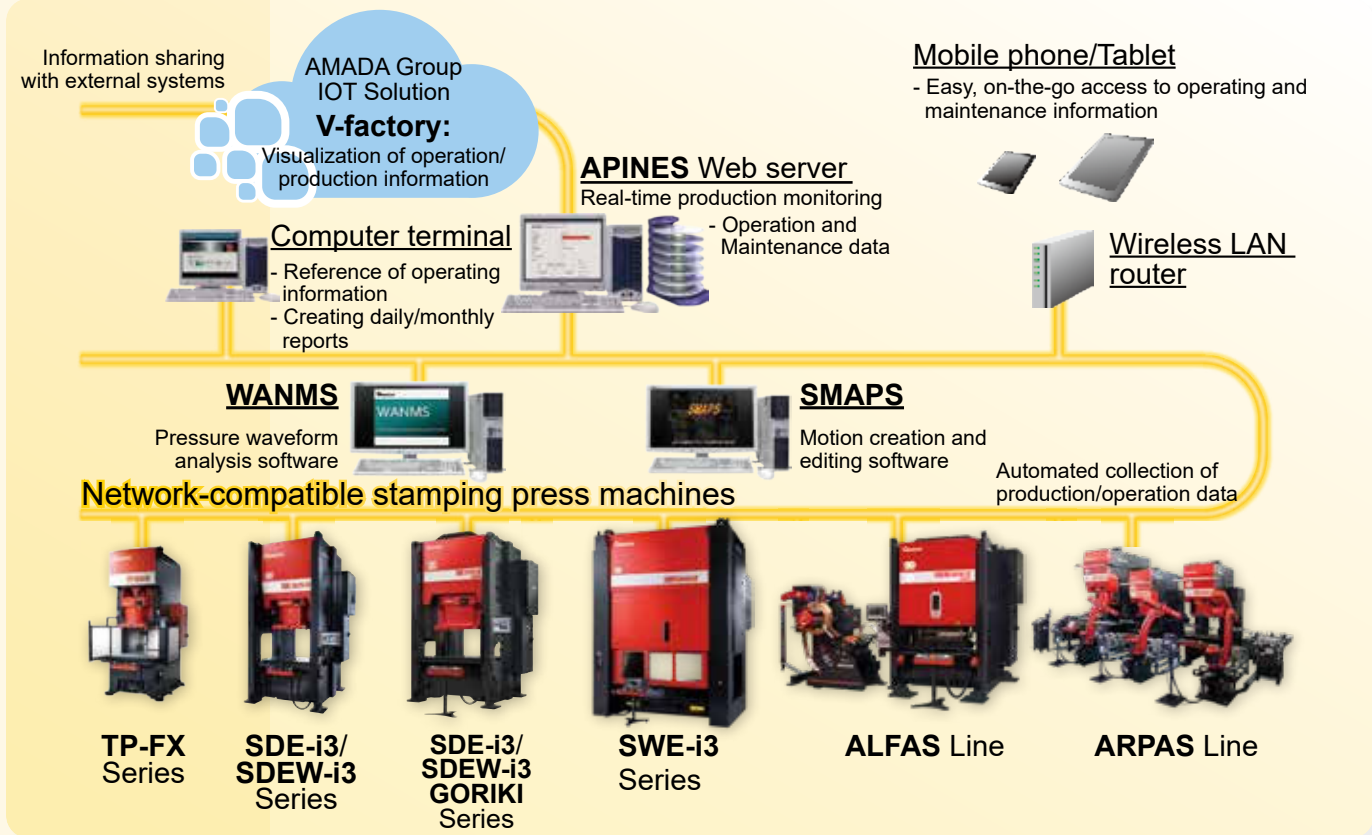 Information sharing
with external systems
AMADA Group
IOT Solution
V-factory:
Visualization of operation/
production information
Mobile phone/Tablet
- Easy, on-the-go access to operating and
maintenance information
APINES Web server
Real-time production monitoring
- Operation and
Maintenance data
Computer terminal
- Reference of operating
information
- Creating daily/monthly
reports
Wireless LAN
router
WANMS
Pressure waveform
analysis software
WANMS
SMAPS
SMAPS
Motion creation and
editing software
Automated collection of
production/operation data
Network-compatible stamping press machines
TP-FX
Series
SDE-i3/
SDEW-i3
Series
SDE-i3/
SDEW-i3
GORIKI
Series
SWE-i3
Series
ALFAS Line
ARPAS Line